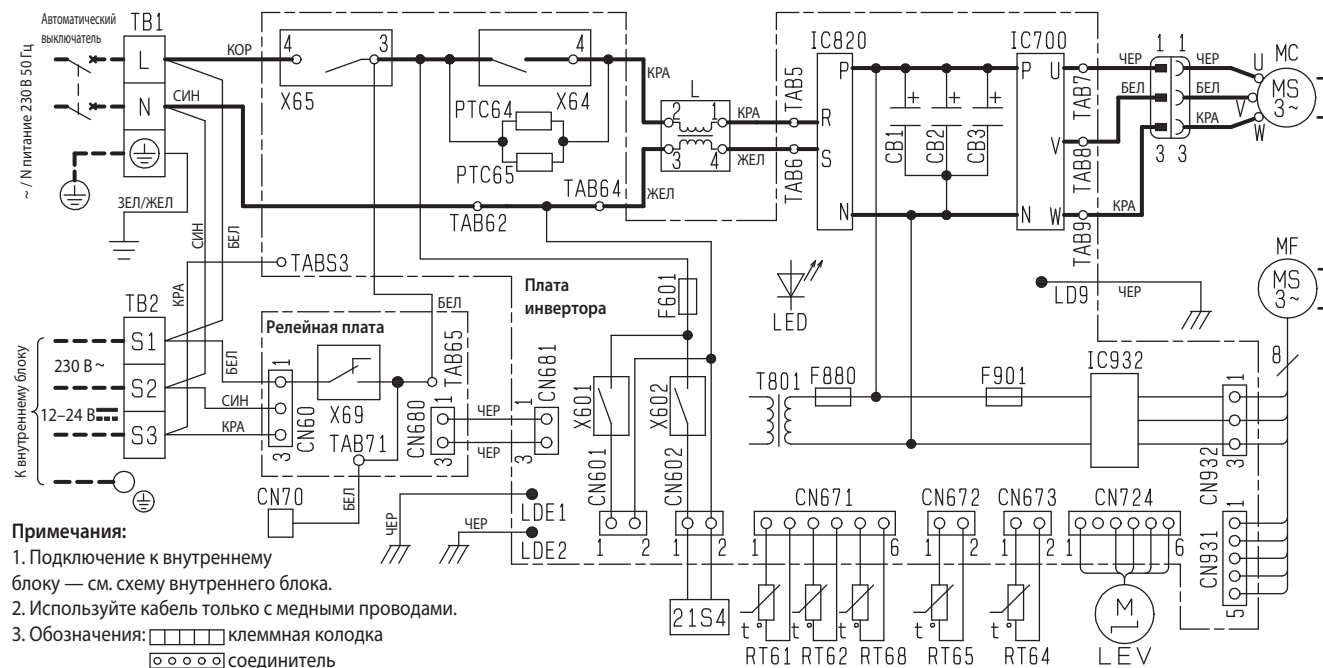 Автоматический
выключатель
~ / N питание 230 В 50 Гц
TB1
L
N
КОР
СИН
ЗЕЛ/ЖЕЛ
СИН
БЕЛ
КРА
4
3
X65
4
X64
PTC64
PTC65
КРА
ЖЕЛ
TAB62
TAB64
L
2
1
3
4
КРА
ЖЕЛ
TAB5
TAB6
IC820
P
R
S
N
CB1
CB2
CB3
IC700
P
U
V
N
W
TAB7
TAB8
TAB9
ЧЕР
БЕЛ
КРА
1
1
3
3
ЧЕР
БЕЛ
КРА
MC
U
V
W
MS
3~
MF
MS
3~
8
TABS3
Плата
инвертора
F601
LED
LD9
ЧЕР
TB2
S1
S2
S3
К внутреннему блоку
230 В ~
12–24 В
БЕЛ
СИН
КРА
Релейная плата
1
3
CN60
X69
TAB71
БЕЛ
TAB65
CN680
1
3
ЧЕР
ЧЕР
CN681
1
3
CN70
БЕЛ
ЧЕР
ЧЕР
LDE1
LDE2
X601
X602
CN601
1
2
CN602
1
2
21S4
T801
F880
F901
IC932
CN932
1
3
CN931
1
5
CN671
1
6
CN672
1
2
CN673
1
2
CN724
1
6
t°
RT61
t°
RT62
t°
RT68
t°
RT65
t°
RT64
M
LEV
Примечания:
1. Подключение к внутреннему
блоку — см. схему внутреннего блока.
2. Используйте кабель только с медными проводами.
3. Обозначения:
клеммная колодка
соединитель